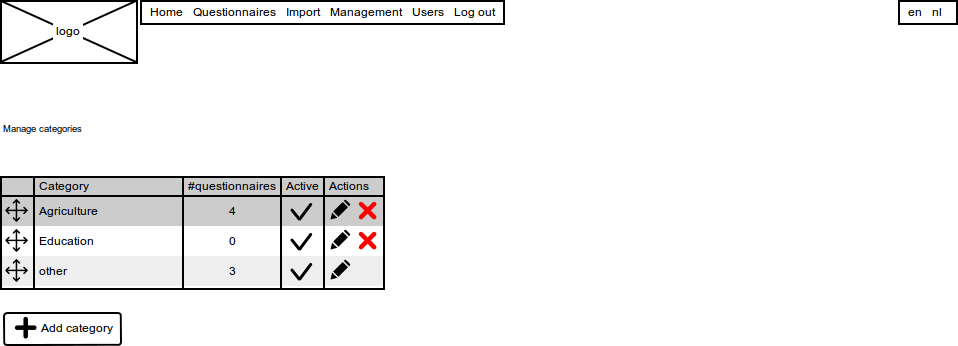 logo
Home Questionnaires Import Management Users Log out
en nl
Manage categories
Category #questionnaires Active Actions
Agriculture 4
Education 0
other 3
Add category